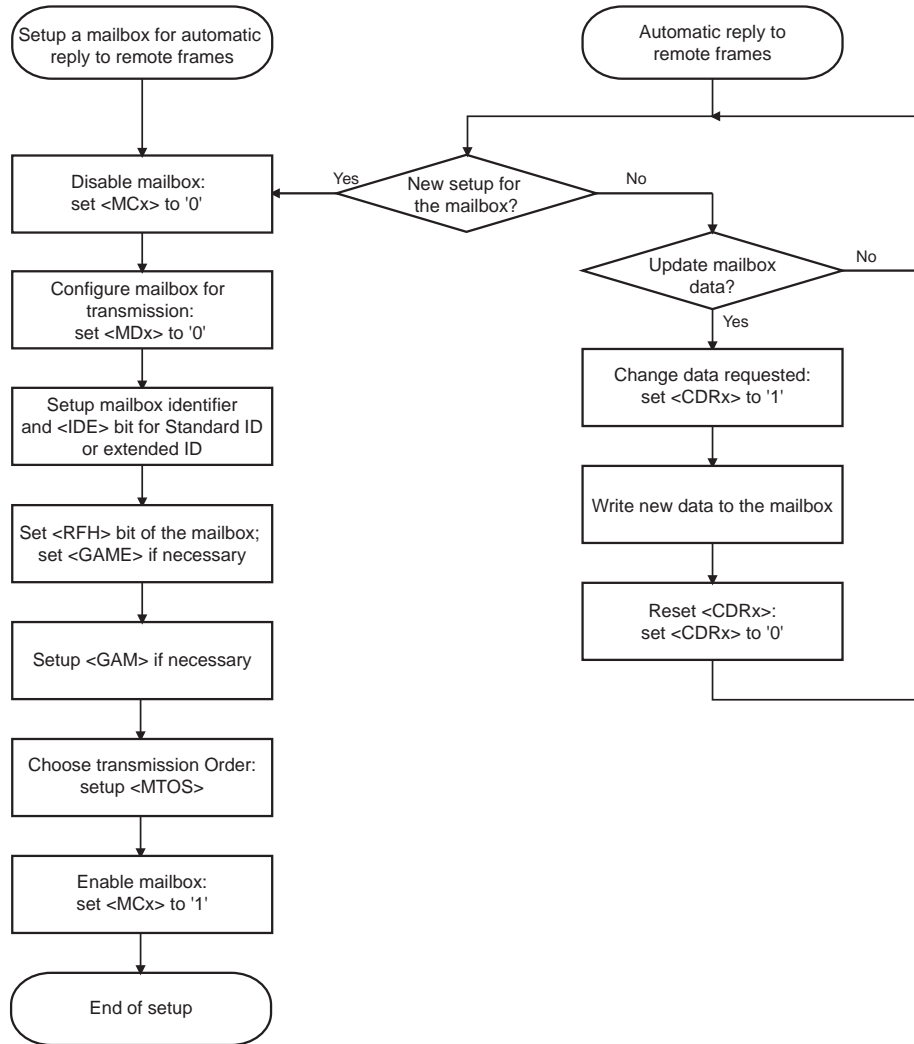 Setup a mailbox for automatic
reply to remote frames
Disable mailbox:
set <MCx> to '0'
Configure mailbox for
transmission:
set <MDx> to '0'
Setup mailbox identifier
and <IDE> bit for Standard ID
or extended ID
Set <RFH> bit of the mailbox;
set <GAME> if necessary
Setup <GAM> if necessary
Choose transmission Order:
setup <MTOS>
Enable mailbox:
set <MCx> to '1'
End of setup
Automatic reply to
remote frames
Yes
New setup for
the mailbox?
No
Update mailbox
data?
No
Yes
Change data requested:
set <CDRx> to '1'
Write new data to the mailbox
Reset <CDRx>:
set <CDRx> to '0'